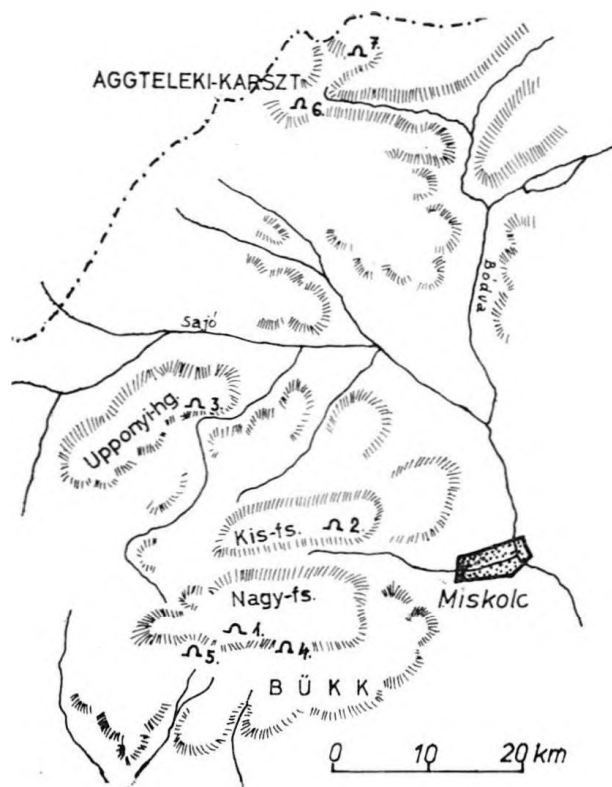 7.
AGGTELEKI-KARSZT
6.
Bódva
Sajó
3.
Upponyi-hg.
Kis-fs. 2.
Miskolc
Nagy-fs.
1.
5.
4.
BÜKK
0 10 20 km